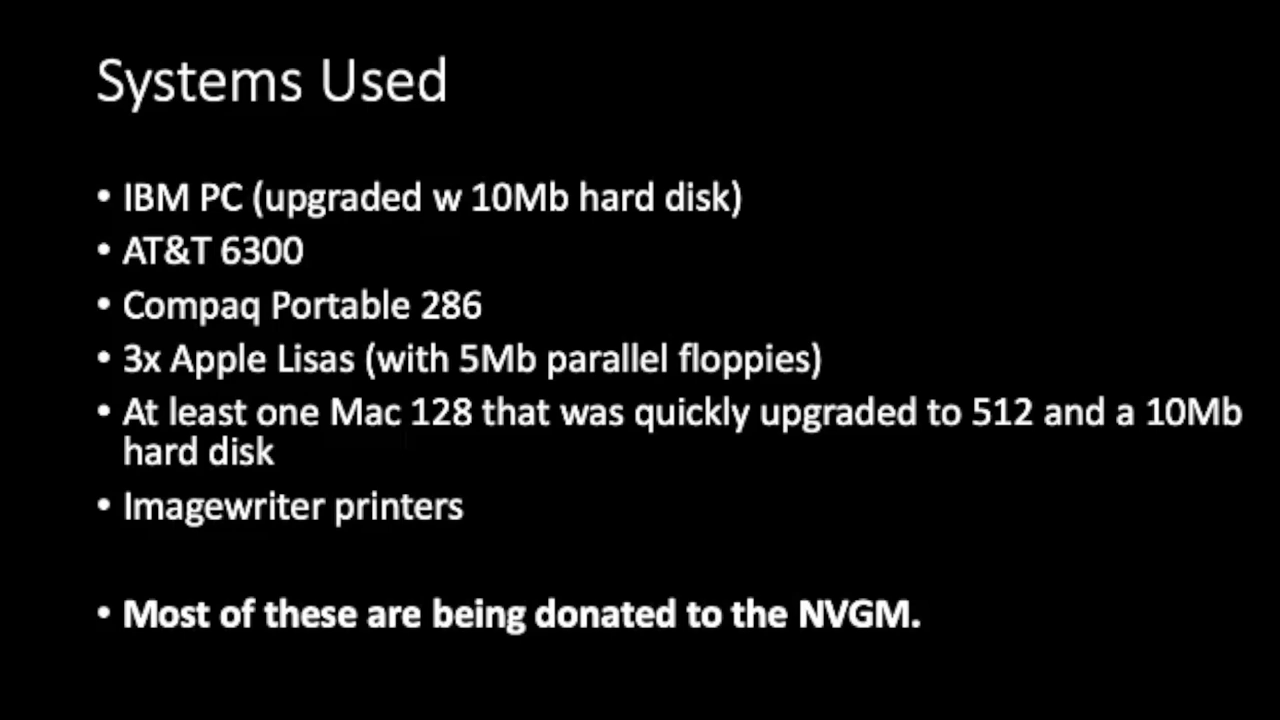 Systems Used
• IBM PC (upgraded w 10Mb hard disk)
• AT&T 6300
• Compaq Portable 286
• 3x Apple Lisas (with 5Mb parallel floppies)
• At least one Mac 128 that was quickly upgraded to 512 and a 10Mb
hard disk
• Imagewriter printers
• Most of these are being donated to the NVGM.